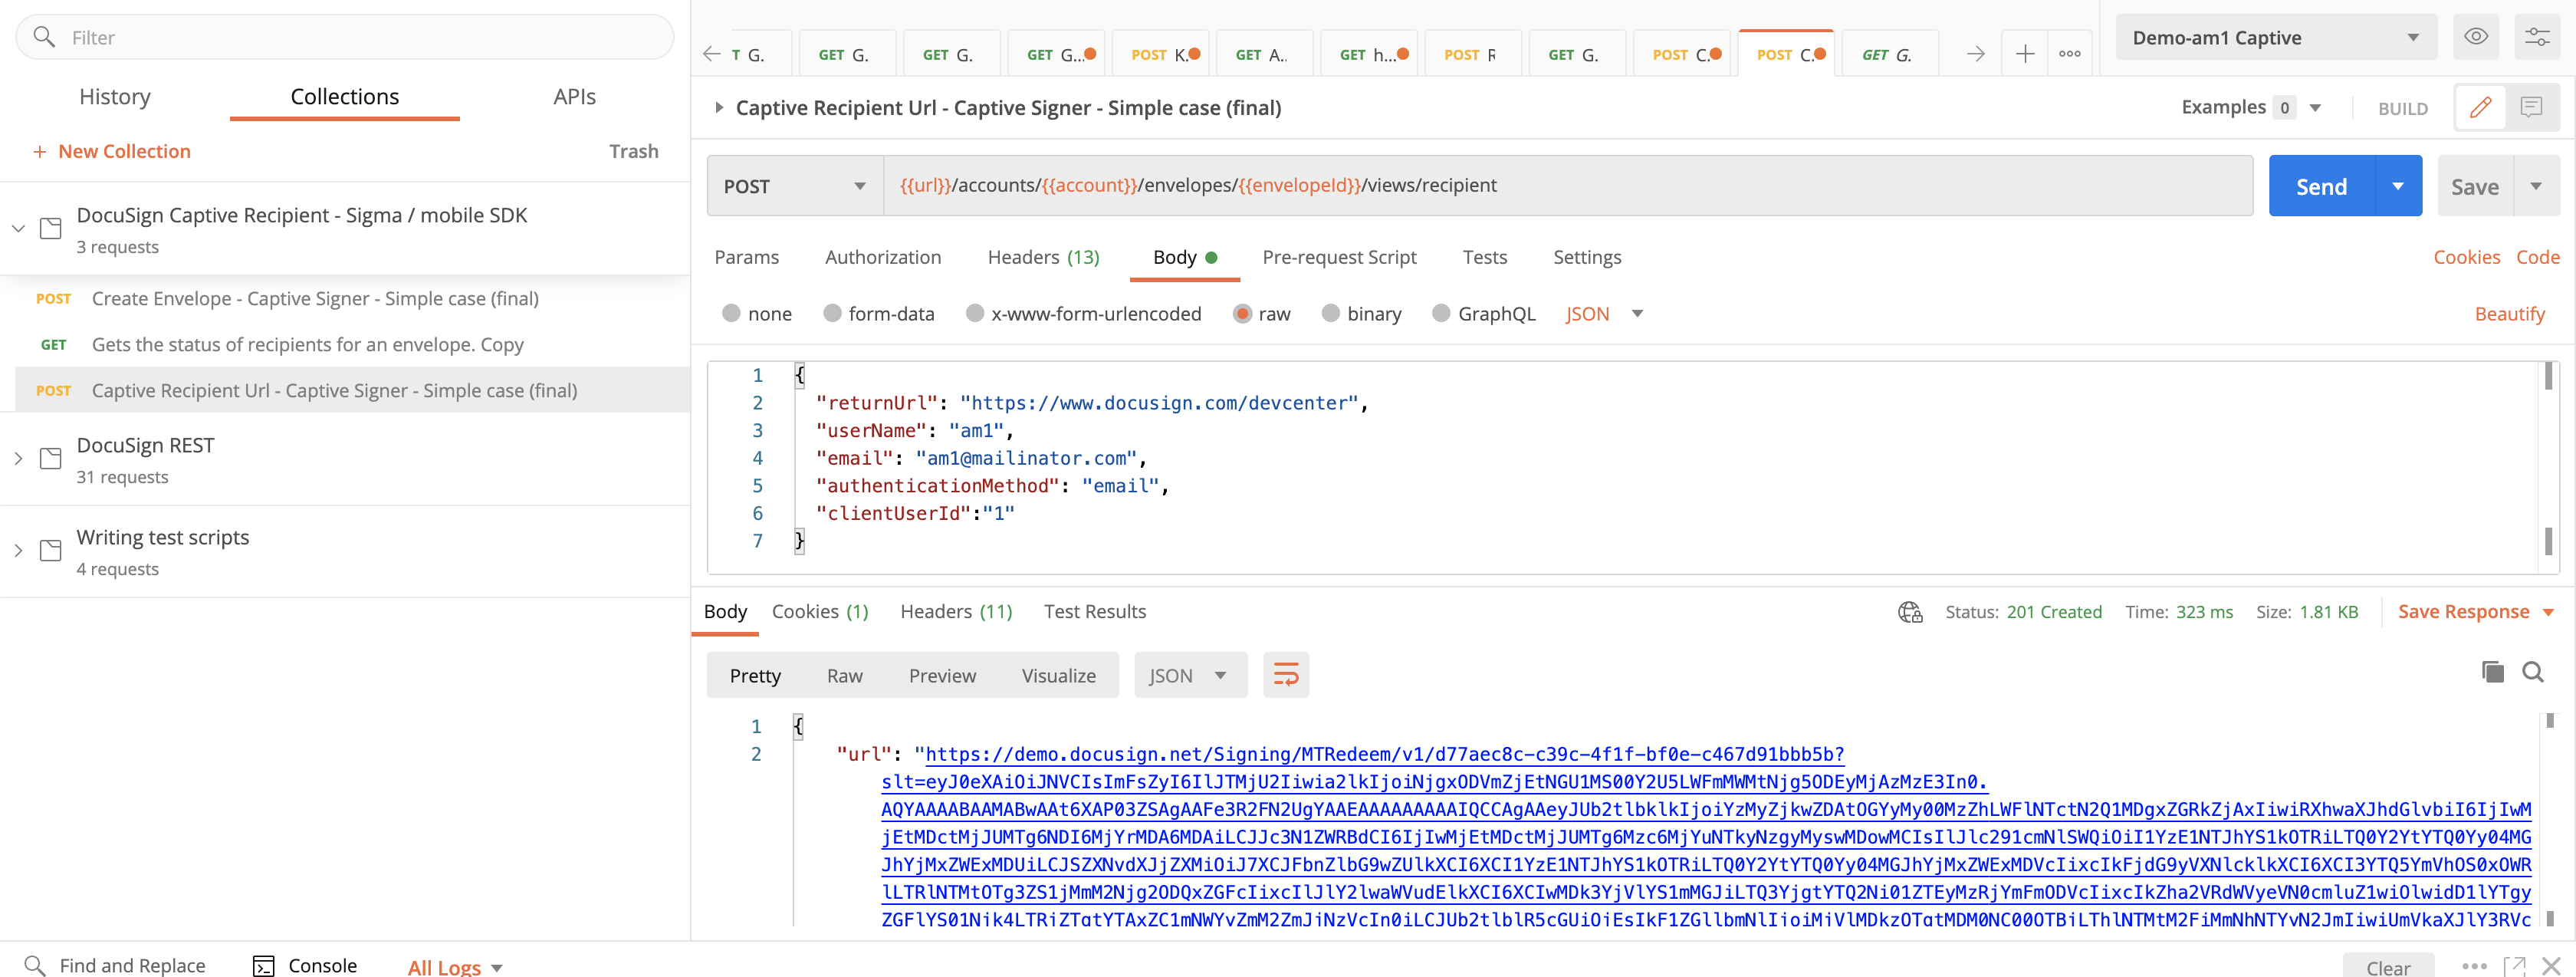 Filter
History Collections APIs
+ New Collection Trash
DocuSign Captive Recipient - Sigma / mobile SDK
3 requests
POST Create Envelope - Captive Signer - Simple case (final)
GET Gets the status of recipients for an envelope. Copy
POST Captive Recipient Url - Captive Signer - Simple case (final)
DocuSign REST
31 requests
Writing test scripts
4 requests
T G. GET G. GET G. GET G... POST K. GET A.. GET h... POST R GET G. POST C. POST C. GET G.
Demo-am1 Captive
Captive Recipient Url - Captive Signer - Simple case (final)
Examples 0 BUILD
POST {{url}}/accounts/{{account}}/envelopes/{{envelopeId}}/views/recipient Send Save
Params Authorization Headers (13) Body Pre-request Script Tests Settings Cookies Code
none form-data x-www-form-urlencoded raw binary GraphQL JSON Beautify
1 {
2 "returnUrl": "https://www.docusign.com/devcenter",
3 "userName": "am1",
4 "email": "am1@mailinator.com",
5 "authenticationMethod": "email",
6 "clientUserId":"1"
7 }
Body Cookies (1) Headers (11) Test Results Status: 201 Created Time: 323 ms Size: 1.81 KB Save Response
Pretty Raw Preview Visualize JSON
1 {
2 "url": "https://demo.docusign.net/Signing/MTRedeem/v1/d77aec8c-c39c-4f1f-bf0e-c467d91bbb5b?
Find and Replace Console All Logs Clear